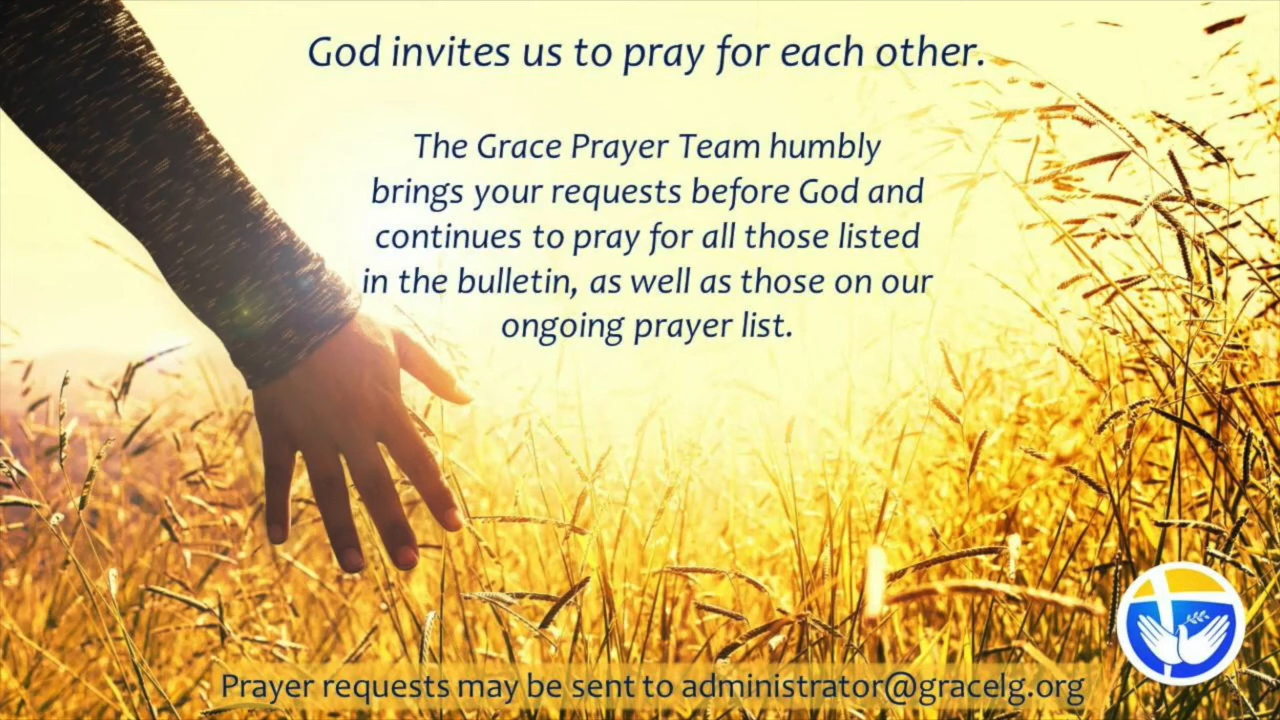 God invites us to pray for each other.
The Grace Prayer Team humbly
brings your requests before God and
continues to pray for all those listed
in the bulletin, as well as those on our
ongoing prayer list.
Prayer requests may be sent to administrator@gracelg.org